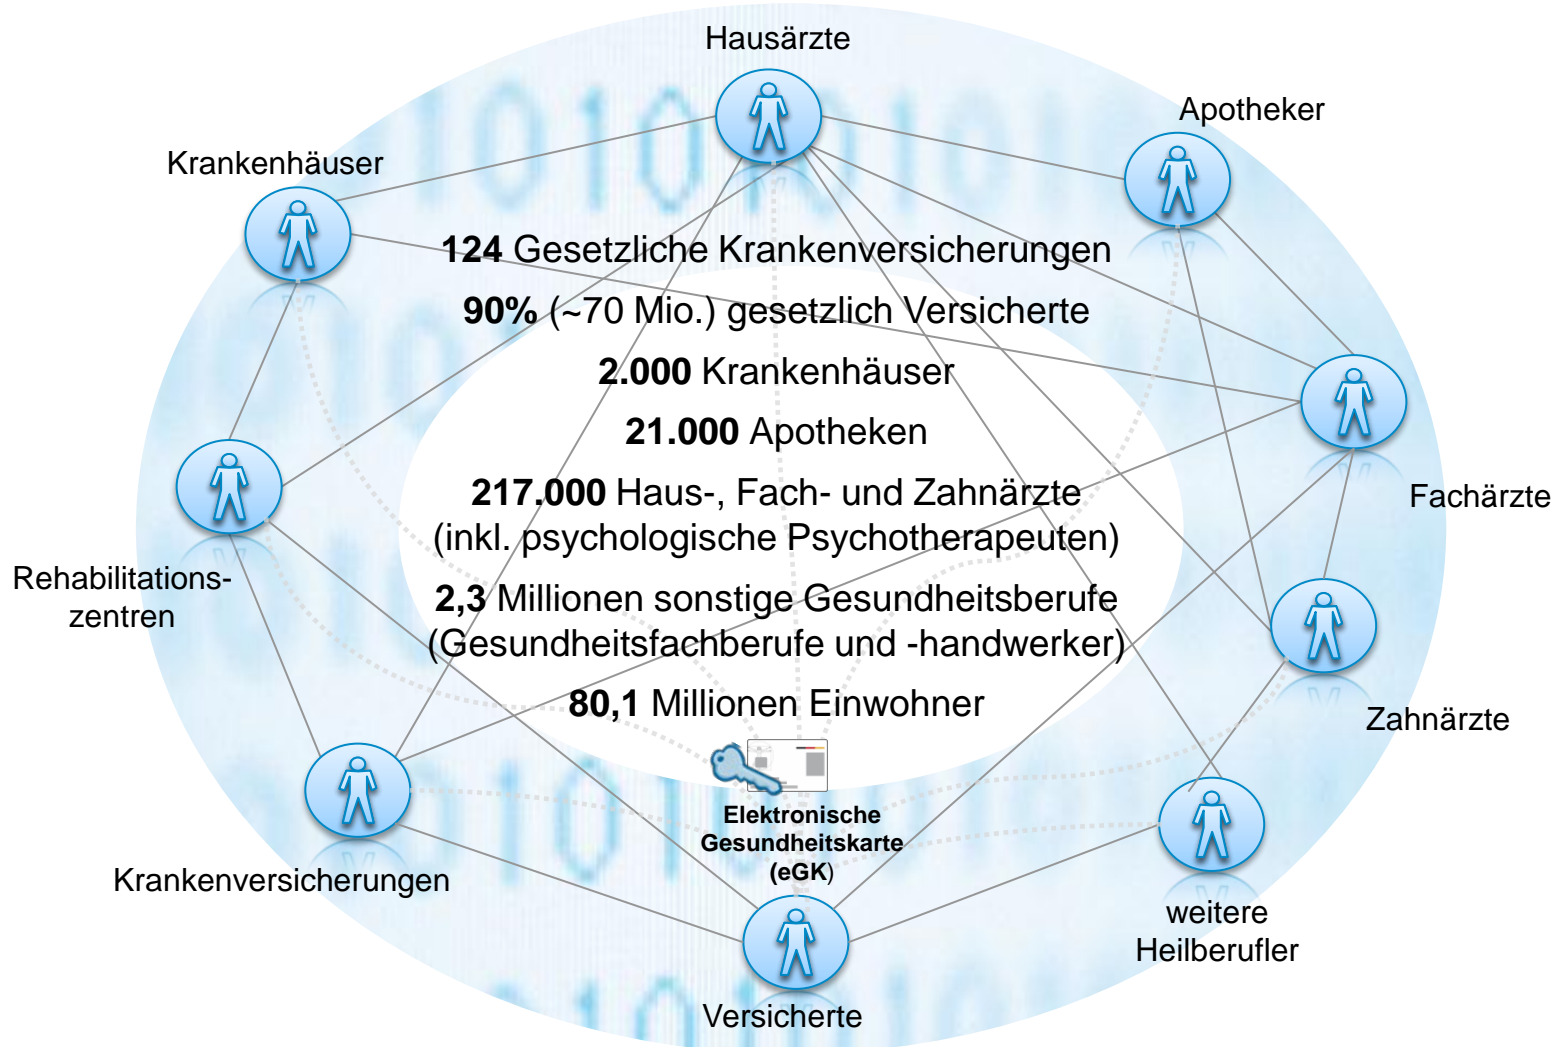 Hausärzte
Apotheker
Krankenhäuser
124 Gesetzliche Krankenversicherungen
90% (~70 Mio.) gesetzlich Versicherte
2.000 Krankenhäuser
21.000 Apotheken
217.000 Haus-, Fach- und Zahnärzte
(inkl. psychologische Psychotherapeuten)
Fachärzte
Rehabilitations-
zentren
2,3 Millionen sonstige Gesundheitsberufe
(Gesundheitsfachberufe und -handwerker)
80,1 Millionen Einwohner
Zahnärzte
Elektronische
Gesundheitskarte
(eGK)
Krankenversicherungen
weitere
Heilberufler
Versicherte